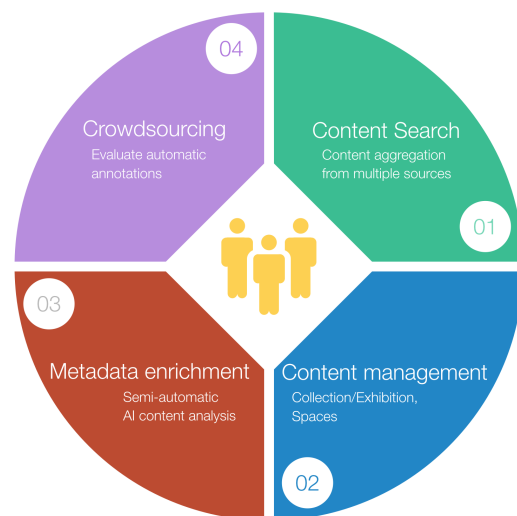 04
Crowdsourcing
Evaluate automatic
annotations
Content Search
Content aggregation
from multiple sources
01
03
Metadata enrichment
Semi-automatic
AI content analysis
Content management
Collection/Exhibition,
Spaces
02